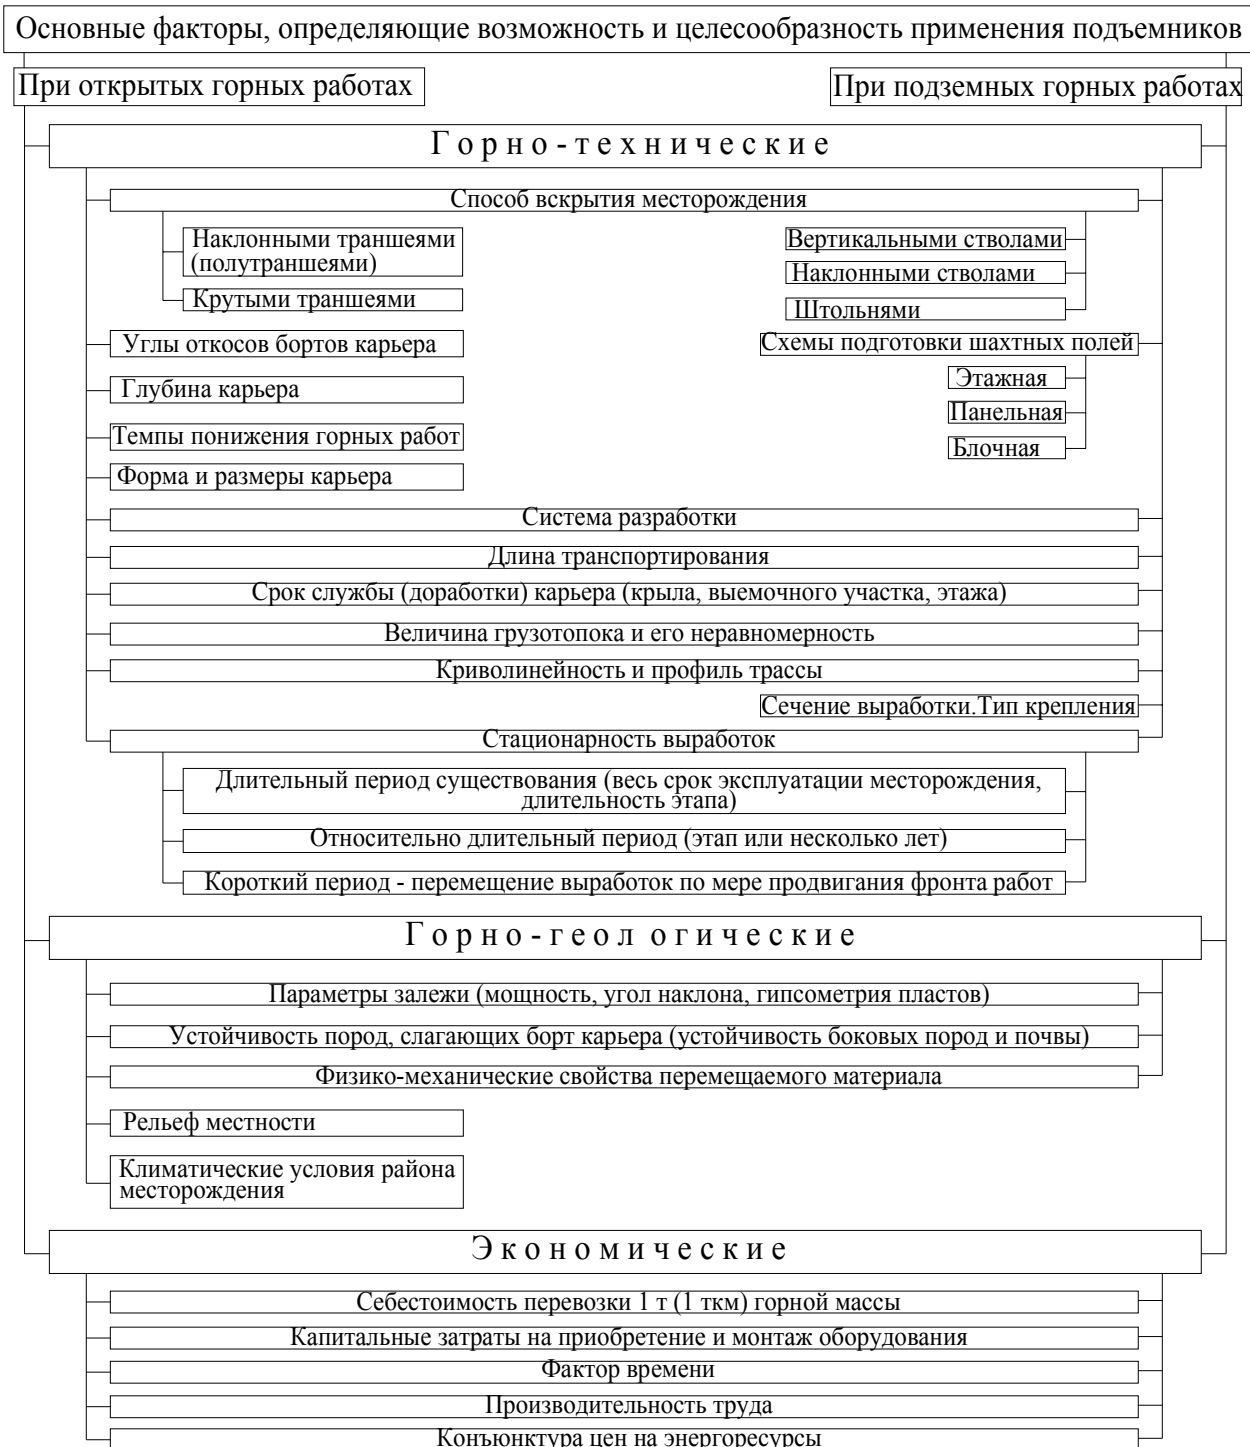 Основные факторы, определяющие возможность и целесообразность применения подъемников
При открытых горных работах
При подземных горных работах
Горно-технические
Способ вскрытия месторождения
Наклонными траншеями
(полутраншеями)
Крутыми траншеями
Вертикальными стволами
Наклонными стволами
Штольнями
Углы откосов бортов карьера
Схемы подготовки шахтных полей
Глубина карьера
Этажная
Панельная
Темпы понижения горных работ
Блочная
Форма и размеры карьера
Система разработки
Длина транспортирования
Срок службы (доработки) карьера (крыла, выемочного участка, этажа)
Величина грузотопока и его неравномерность
Криволинейность и профиль трассы
Сечение выработки.Тип крепления
Стационарность выработок
Длительный период существования (весь срок эксплуатации месторождения,
длительность этапа)
Относительно длительный период (этап или несколько лет)
Короткий период - перемещение выработок по мере продвигания фронта работ
Горно-геологические
Параметры залежи (мощность, угол наклона, гипсометрия пластов)
Устойчивость пород, слагающих борт карьера (устойчивость боковых пород и почвы)
Физико-механические свойства перемещаемого материала
Рельеф местности
Климатические условия района
месторождения
Экономические
Себестоимость перевозки 1 т (1 ткм) горной массы
Капитальные затраты на приобретение и монтаж оборудования
Фактор времени
Производительность труда
Конъюнктура цен на энергоресурсы